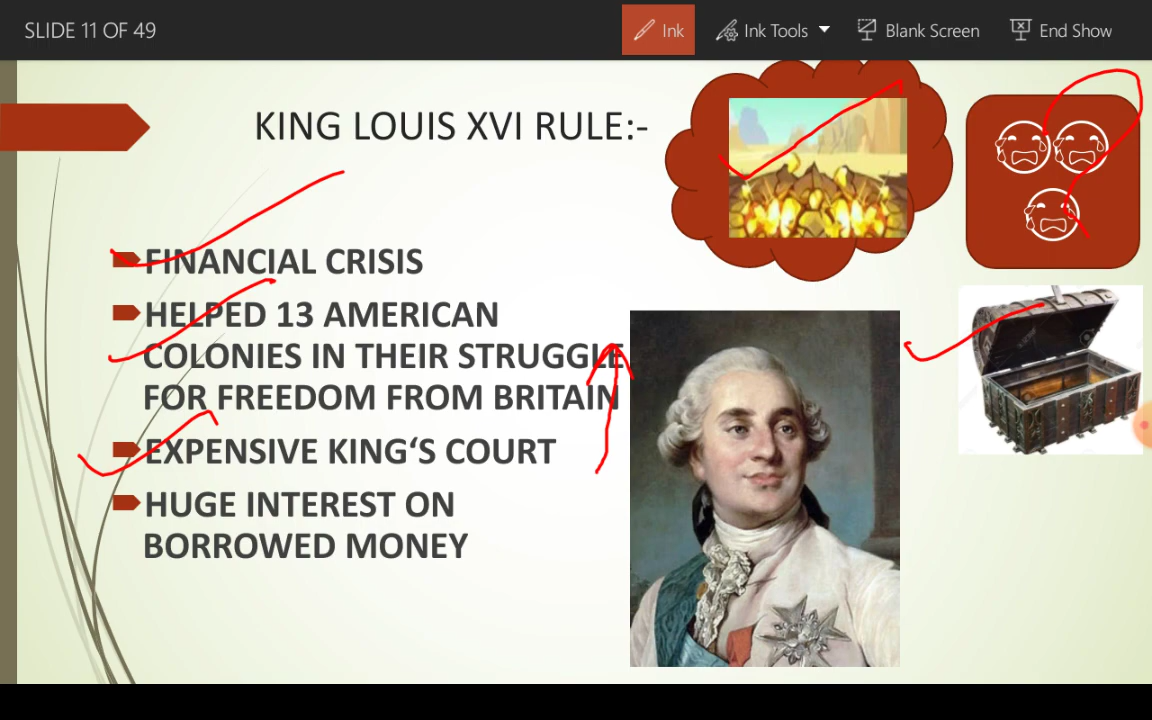 SLIDE 11 OF 49
Ink
Ink Tools
Blank Screen
End Show
KING LOUIS XVI RULE:-
FINANCIAL CRISIS
HELPED 13 AMERICAN
COLONIES IN THEIR STRUGGLE
FOR FREEDOM FROM BRITAIN
EXPENSIVE KING‘S COURT
HUGE INTEREST ON
BORROWED MONEY